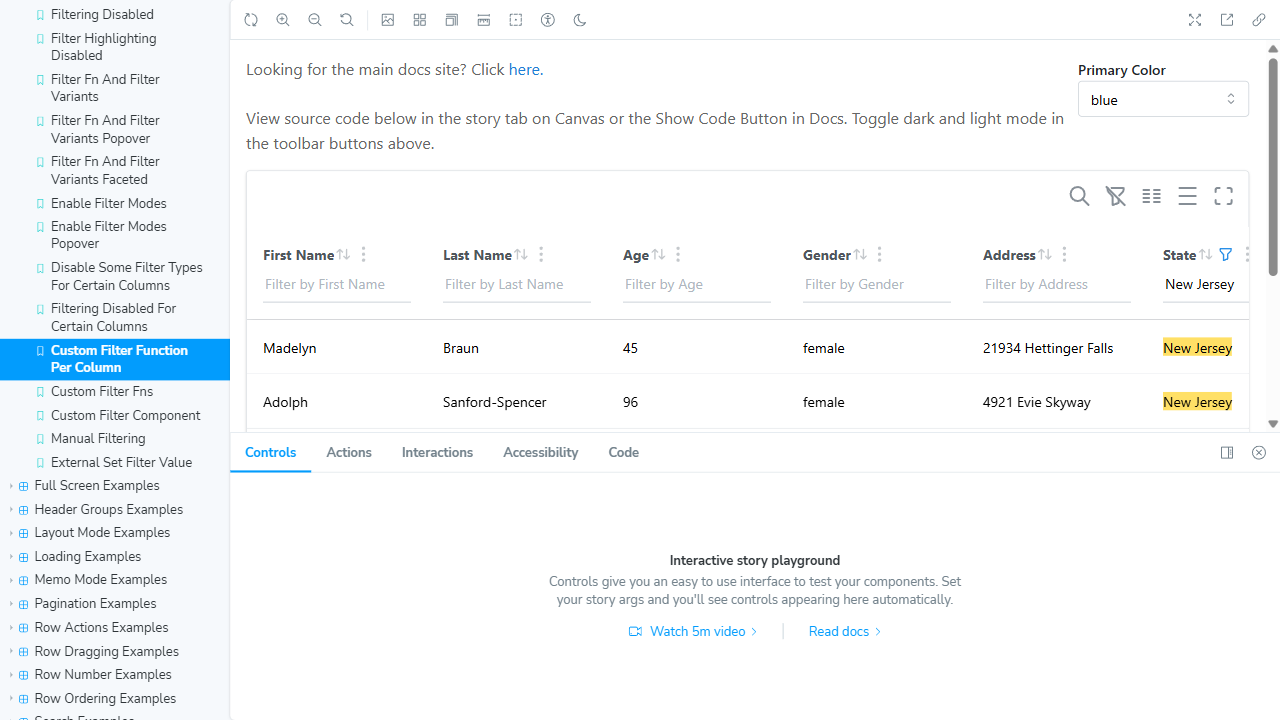 Filtering Disabled
Filter Highlighting
Disabled
Filter Fn And Filter
Variants
Filter Fn And Filter
Variants Popover
Filter Fn And Filter
Variants Faceted
Enable Filter Modes
Enable Filter Modes
Popover
Disable Some Filter Types
For Certain Columns
Filtering Disabled For
Certain Columns
Custom Filter Function
Per Column
Custom Filter Fns
Custom Filter Component
Manual Filtering
External Set Filter Value
Full Screen Examples
Header Groups Examples
Layout Mode Examples
Loading Examples
Memo Mode Examples
Pagination Examples
Row Actions Examples
Row Dragging Examples
Row Number Examples
Row Ordering Examples
Search Examples
Looking for the main docs site? Click here.
Primary Color
blue
View source code below in the story tab on Canvas or the Show Code Button in Docs. Toggle dark and light mode in
the toolbar buttons above.
First Name Last Name Age Gender Address State
Filter by First Name Filter by Last Name Filter by Age Filter by Gender Filter by Address New Jersey
Madelyn Braun 45 female 21934 Hettinger Falls New Jersey
Adolph Sanford-Spencer 96 female 4921 Evie Skyway New Jersey
Controls Actions Interactions Accessibility Code
Interactive story playground
Controls give you an easy to use interface to test your components. Set
your story args and you'll see controls appearing here automatically.
Watch 5m video Read docs